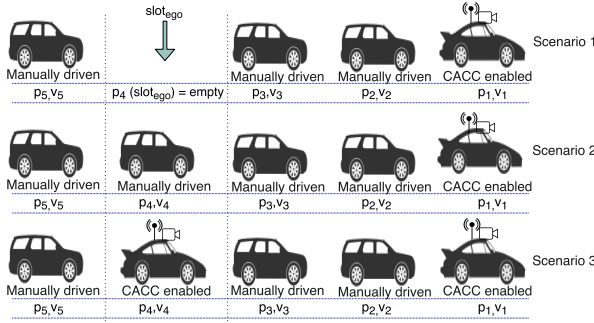 slot_ego
Scenario 1
Manually driven Manually driven Manually driven CACC enabled
p5,v5 p4 (slot_ego) = empty p3,v3 p2,v2 p1,v1
Scenario 2
Manually driven Manually driven Manually driven Manually driven CACC enabled
p5,v5 p4,v4 p3,v3 p2,v2 p1,v1
Scenario 3
Manually driven CACC enabled Manually driven Manually driven CACC enabled
p5,v5 p4,v4 p3,v3 p2,v2 p1,v1